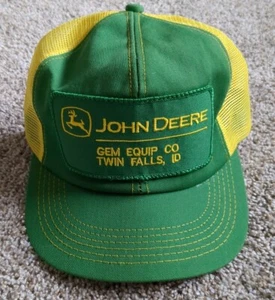 JOHN DEERE
GEM EQUIP CO
TWIN FALLS, ID